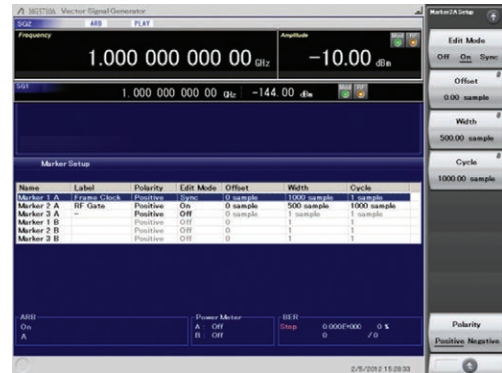 MG3710A Vector Signal Generator
SG2 ARB PLAY
Frequency
1.000 000 000 00 GHz
Amplitude
-10.00 dBm
Mod RF
SG1
1. 000 000 000 00 GHz -144. 00 dBm
Mod RF
Marker Setup
Name Label Polarity Edit Mode Offset Width Cycle
Marker 1 A Frame Clock Positive Sync 0 sample 1000 sample 1 sample
Marker 2 A RF Gate Positive On 0 sample 500 sample 1000 sample
Marker 3 A - Positive Off 0 sample 1 sample 1 sample
Marker 1 B Positive Off 0 1 1
Marker 2 B Positive Off 0 1 1
Marker 3 B Positive Off 0 1 1
ARB
On
A
Power Meter
A : Off
B : Off
BER
Stop 0.000E+000 0 %
0 / 0
2/5/2012 15:28:33
Marker2 A Setup
Edit Mode
Off On Sync
Offset
0.00 sample
Width
500.00 sample
Cycle
1000.00 sample
Polarity
Positive Negative